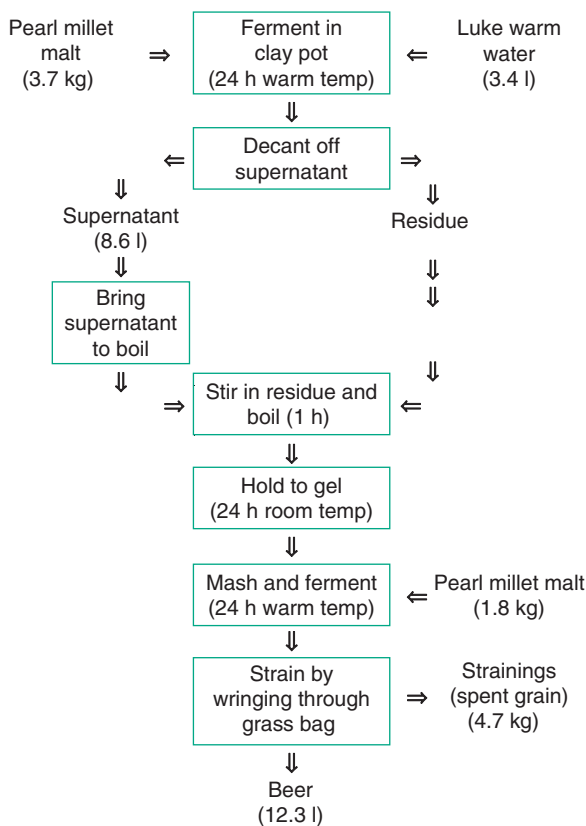 Pearl millet
malt
(3.7 kg)
⇒
Ferment in
clay pot
(24 h warm temp)
⇐
Luke warm
water
(3.4 l)
⇓
⇐
Decant off
supernatant
⇒
⇓
Supernatant
(8.6 l)
⇓
Residue
⇓
Bring
supernatant
to boil
⇓
⇓
⇓
⇓
⇒
Stir in residue and
boil (1 h)
⇐
⇓
Hold to gel
(24 h room temp)
⇓
Mash and ferment
(24 h warm temp)
⇐
Pearl millet malt
(1.8 kg)
⇓
Strain by
wringing through
grass bag
⇒
Strainings
(spent grain)
(4.7 kg)
⇓
Beer
(12.3 l)